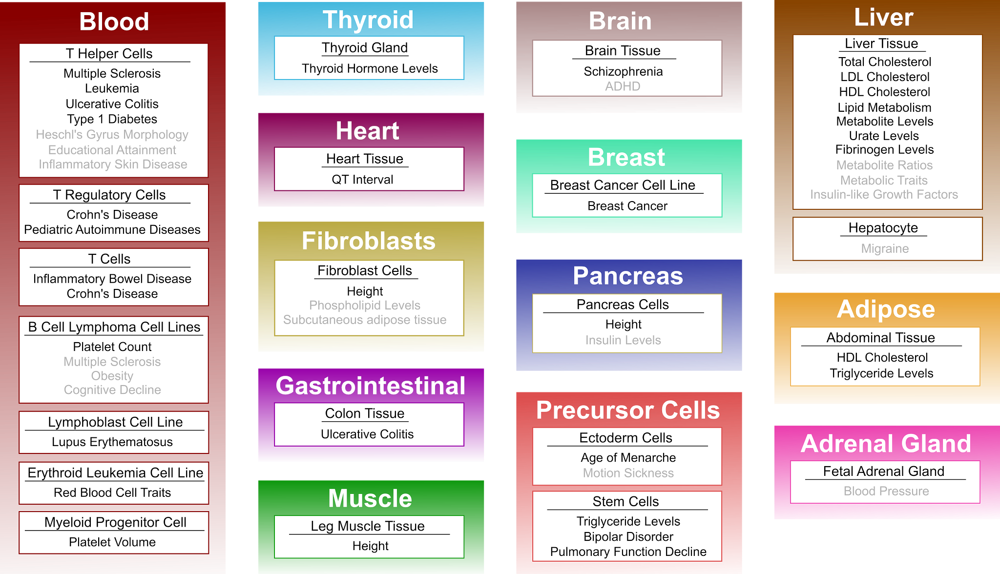 Blood
T Helper Cells
Multiple Sclerosis
Leukemia
Ulcerative Colitis
Type 1 Diabetes
Heschl's Gyrus Morphology
Educational Attainment
Inflammatory Skin Disease
T Regulatory Cells
Crohn's Disease
Pediatric Autoimmune Diseases
T Cells
Inflammatory Bowel Disease
Crohn's Disease
B Cell Lymphoma Cell Lines
Platelet Count
Multiple Sclerosis
Obesity
Cognitive Decline
Lymphoblast Cell Line
Lupus Erythematosus
Erythroid Leukemia Cell Line
Red Blood Cell Traits
Myeloid Progenitor Cell
Platelet Volume
Thyroid
Thyroid Gland
Thyroid Hormone Levels
Heart
Heart Tissue
QT Interval
Fibroblasts
Fibroblast Cells
Height
Phospholipid Levels
Subcutaneous adipose tissue
Gastrointestinal
Colon Tissue
Ulcerative Colitis
Muscle
Leg Muscle Tissue
Height
Brain
Brain Tissue
Schizophrenia
ADHD
Breast
Breast Cancer Cell Line
Breast Cancer
Pancreas
Pancreas Cells
Height
Insulin Levels
Precursor Cells
Ectoderm Cells
Age of Menarche
Motion Sickness
Stem Cells
Triglyceride Levels
Bipolar Disorder
Pulmonary Function Decline
Liver
Liver Tissue
Total Cholesterol
LDL Cholesterol
HDL Cholesterol
Lipid Metabolism
Metabolite Levels
Urate Levels
Fibrinogen Levels
Metabolite Ratios
Metabolic Traits
Insulin-like Growth Factors
Hepatocyte
Migraine
Adipose
Abdominal Tissue
HDL Cholesterol
Triglyceride Levels
Adrenal Gland
Fetal Adrenal Gland
Blood Pressure